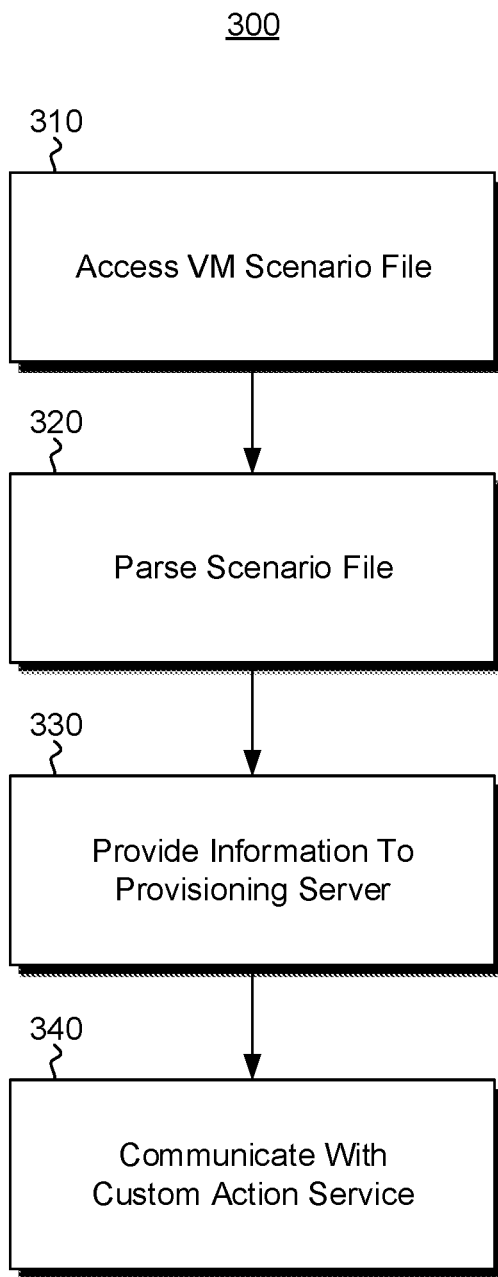 300
310
Access VM Scenario File
320
Parse Scenario File
330
Provide Information To
Provisioning Server
340
Communicate With
Custom Action Service